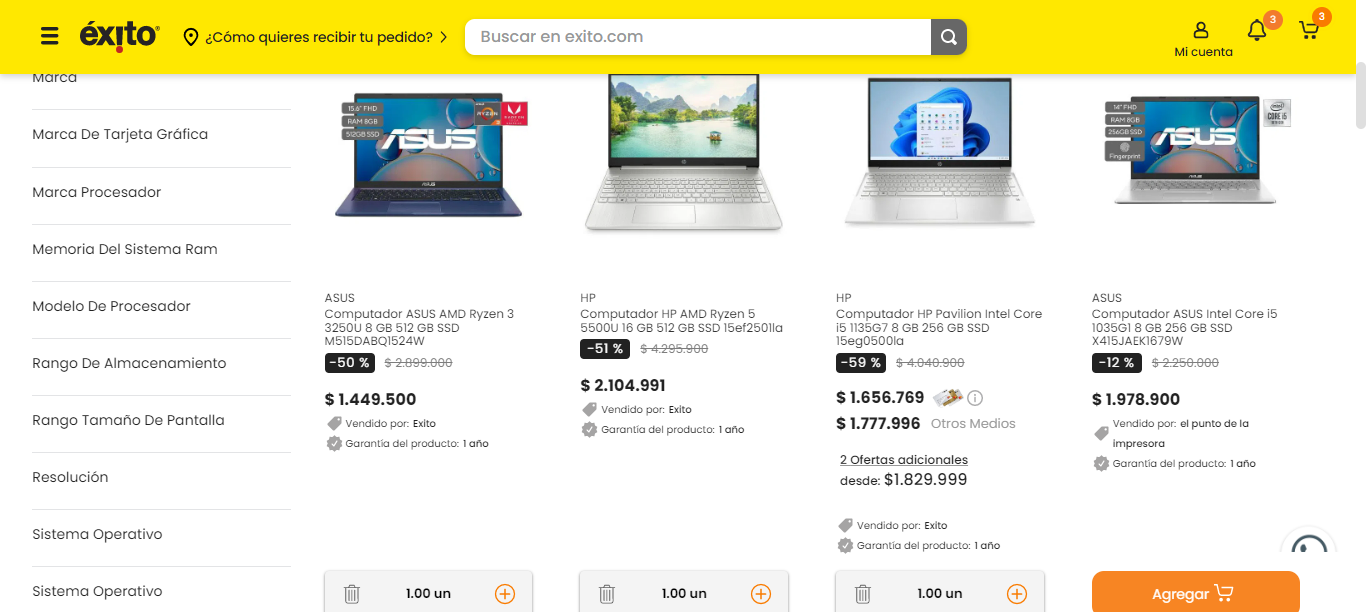 éxito
¿Cómo quieres recibir tu pedido?
Buscar en exito.com
Mi cuenta
3
3
Marca
Marca De Tarjeta Gráfica
Marca Procesador
Memoria Del Sistema Ram
Modelo De Procesador
Rango De Almacenamiento
Rango Tamaño De Pantalla
Resolución
Sistema Operativo
Sistema Operativo
15.6" FHD
RAM 8GB
512GB SSD
ASUS
RYZEN
3
RADEON
ASUS
Computador ASUS AMD Ryzen 3
3250U 8 GB 512 GB SSD
M515DABQ1524W
-50 % $ 2.899.000
$ 1.449.500
Vendido por: Exito
Garantía del producto: 1 año
1.00 un
HP
Computador HP AMD Ryzen 5
5500U 16 GB 512 GB SSD 15ef2501la
-51 % $ 4.295.900
$ 2.104.991
Vendido por: Exito
Garantía del producto: 1 año
1.00 un
HP
Computador HP Pavilion Intel Core
i5 1135G7 8 GB 256 GB SSD
15eg0500la
-59 % $ 4.040.900
$ 1.656.769
$ 1.777.996 Otros Medios
2 Ofertas adicionales
desde: $1.829.999
Vendido por: Exito
Garantía del producto: 1 año
1.00 un
14" FHD
RAM 8GB
256GB SSD
Fingerprint
ASUS
intel
CORE i5
ASUS
Computador ASUS Intel Core i5
1035G1 8 GB 256 GB SSD
X415JAEK1679W
-12 % $ 2.250.000
$ 1.978.900
Vendido por: el punto de la
impresora
Garantía del producto: 1 año
Agregar